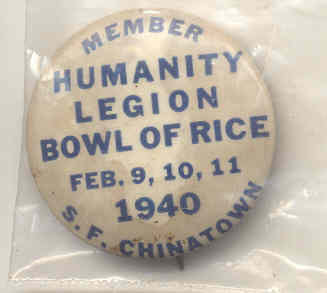 MEMBER
HUMANITY
LEGION
BOWL OF RICE
FEB. 9, 10, 11
1940
S. F. CHINATOWN